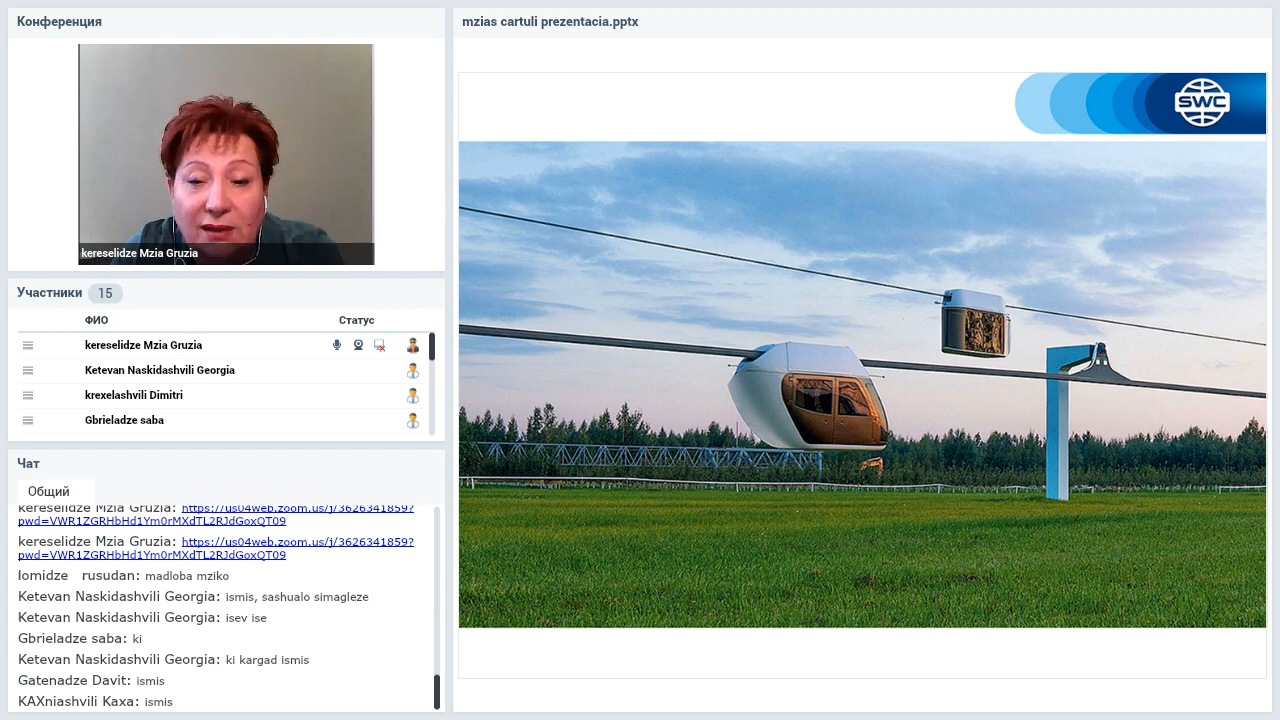 Конференция
kereselidze Mzia Gruzia
Участники 15
ФИО Статус
kereselidze Mzia Gruzia
Ketevan Naskidashvili Georgia
krexelashvili Dimitri
Gbrieladze saba
Чат
Общий
kereselidze Mzia Gruzia: https://us04web.zoom.us/j/3626341859?
pwd=VWR1ZGRHbHd1Ym0rMXdTL2RJdGoxQT09
kereselidze Mzia Gruzia: https://us04web.zoom.us/j/3626341859?
pwd=VWR1ZGRHbHd1Ym0rMXdTL2RJdGoxQT09
lomidze rusudan: madloba mziko
Ketevan Naskidashvili Georgia: ismis, sashualo simagleze
Ketevan Naskidashvili Georgia: isev ise
Gbrieladze saba: ki
Ketevan Naskidashvili Georgia: ki kargad ismis
Gatenadze Davit: ismis
KAXniashvili Kaxa: ismis
mzias cartuli prezentacia.pptx
SWC